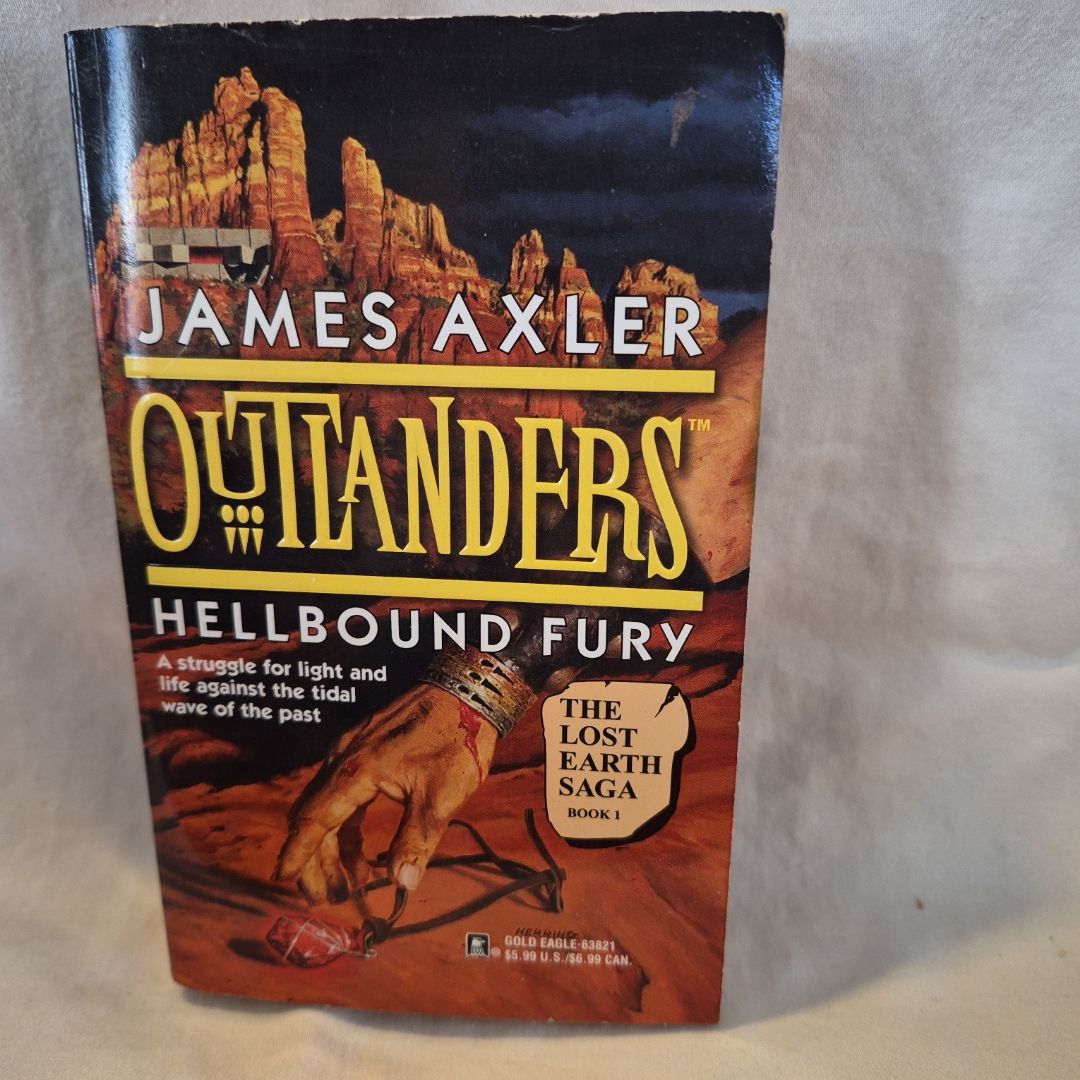 JAMES AXLER
OUTLANDERS™
HELLBOUND FURY
A struggle for light and
life against the tidal
wave of the past
THE
LOST
EARTH
SAGA
BOOK 1
HERRING
GOLD EAGLE·63821
® $5.99 U.S./$6.99 CAN.